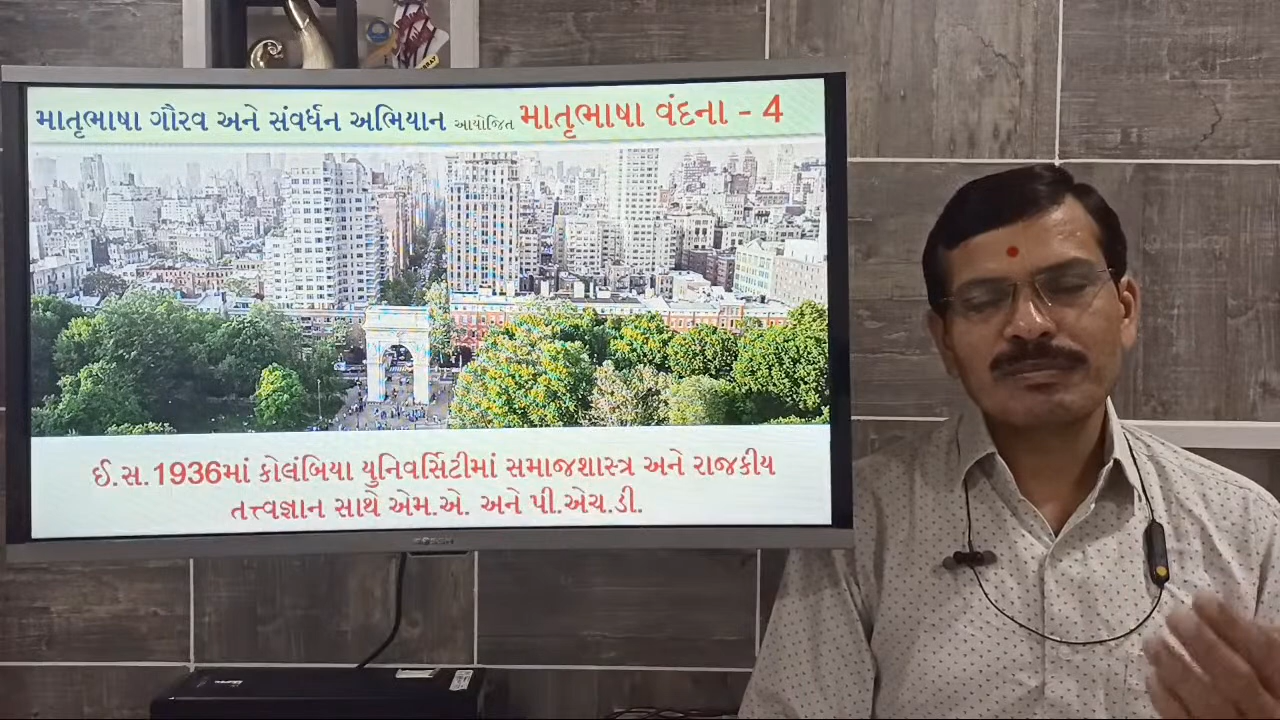 માતૃભાષા ગૌરવ અને સંવર્ધન અભિયાન આયોજિત માતૃભાષા વંદના - 4
ઈ.સ.1936માં કોલંબિયા યુનિવર્સિટીમાં સમાજશાસ્ત્ર અને રાજકીય
તત્ત્વજ્ઞાન સાથે એમ.એ. અને પી.એચ.ડી.